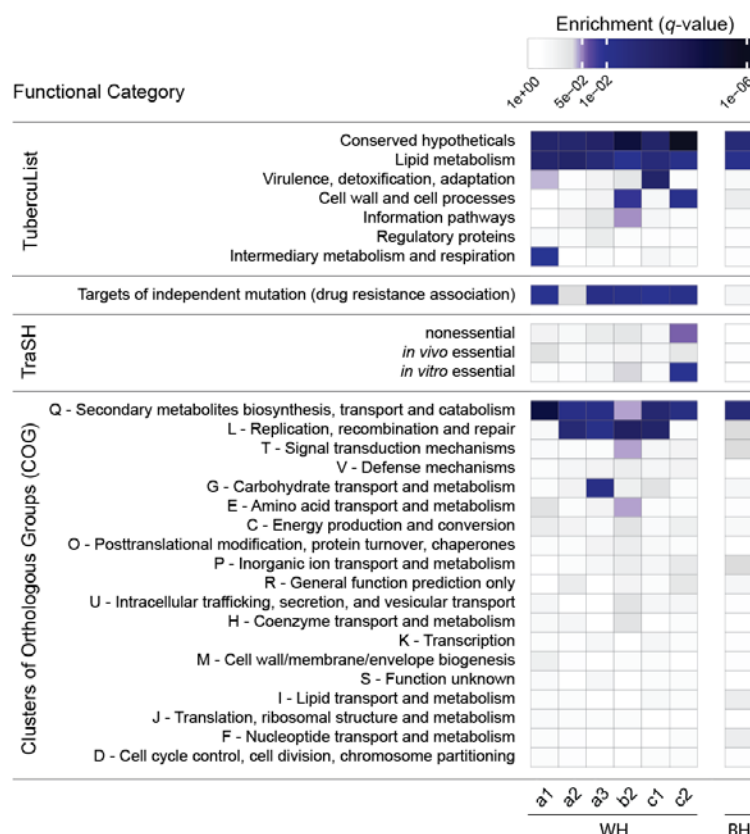 Enrichment (q-value)
1e+00
5e−02
1e−02
1e−06
Functional Category
TubercuList
Conserved hypotheticals
Lipid metabolism
Virulence, detoxification, adaptation
Cell wall and cell processes
Information pathways
Regulatory proteins
Intermediary metabolism and respiration
Targets of independent mutation (drug resistance association)
TraSH
nonessential
in vivo essential
in vitro essential
Clusters of Orthologous Groups (COG)
Q - Secondary metabolites biosynthesis, transport and catabolism
L - Replication, recombination and repair
T - Signal transduction mechanisms
V - Defense mechanisms
G - Carbohydrate transport and metabolism
E - Amino acid transport and metabolism
C - Energy production and conversion
O - Posttranslational modification, protein turnover, chaperones
P - Inorganic ion transport and metabolism
R - General function prediction only
U - Intracellular trafficking, secretion, and vesicular transport
H - Coenzyme transport and metabolism
K - Transcription
M - Cell wall/membrane/envelope biogenesis
S - Function unknown
I - Lipid transport and metabolism
J - Translation, ribosomal structure and metabolism
F - Nucleoptide transport and metabolism
D - Cell cycle control, cell division, chromosome partitioning
a1 a2 a3 b2 c1 c2
WH BH